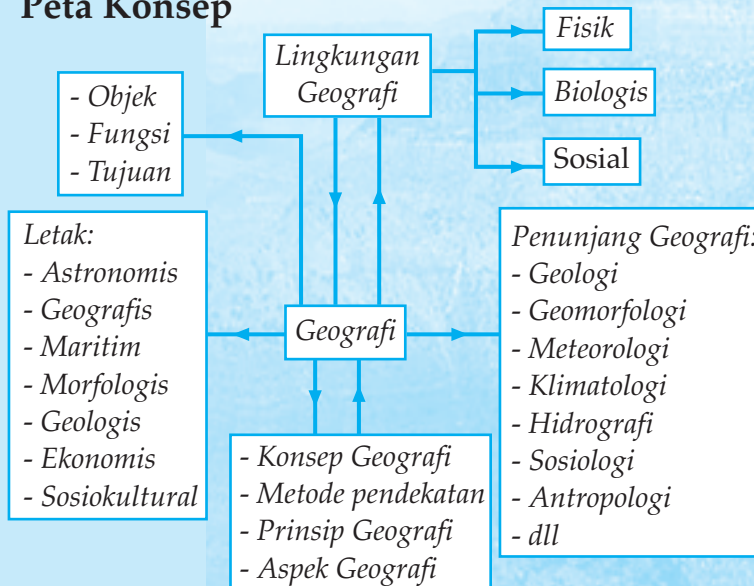 Peta Konsep
Lingkungan
Geografi
Fisik
Biologis
Sosial
- Objek
- Fungsi
- Tujuan
Letak:
- Astronomis
- Geografis
- Maritim
- Morfologis
- Geologis
- Ekonomis
- Sosiokultural
Geografi
Penunjang Geografi:
- Geologi
- Geomorfologi
- Meteorologi
- Klimatologi
- Hidrografi
- Sosiologi
- Antropologi
- dll
- Konsep Geografi
- Metode pendekatan
- Prinsip Geografi
- Aspek Geografi